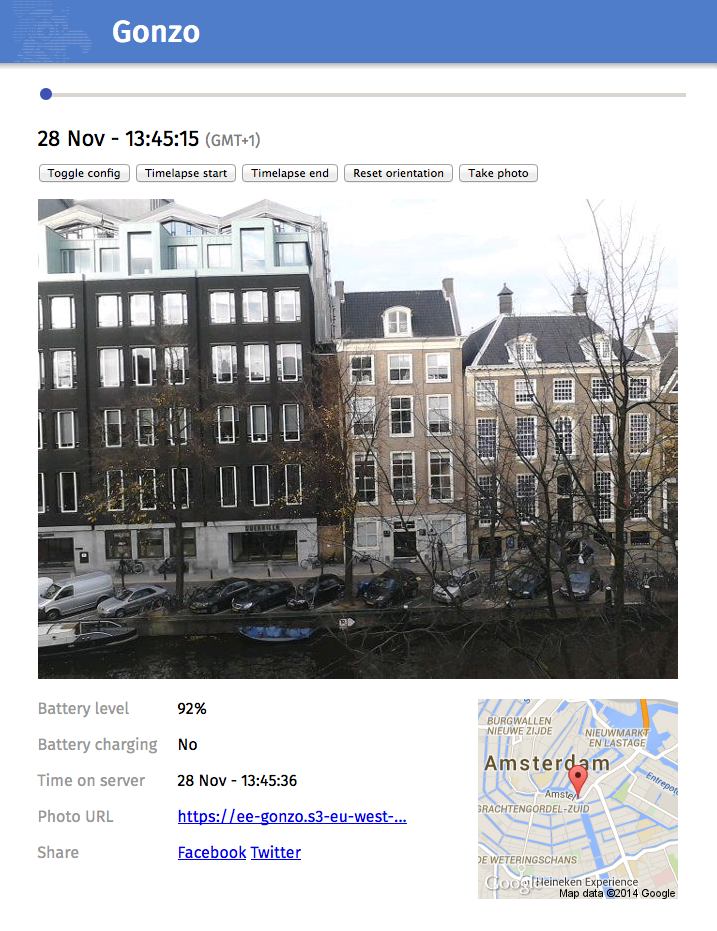 Gonzo
28 Nov - 13:45:15 (GMT+1)
Toggle config Timelapse start Timelapse end Reset orientation Take photo
GUERRILLA
Battery level 92%
Battery charging No
Time on server 28 Nov - 13:45:36
Photo URL https://ee-gonzo.s3-eu-west-...
Share Facebook Twitter
BURGWALLEN
NIEUWE ZIJDE
NIEUWMARKT
EN LASTAGE
Amsterdam
Entrepot
Amster
GRACHTENGORDEL-ZUID
DE WETERINGSCHANS
Google
Heineken Experience
Map data ©2014 Google